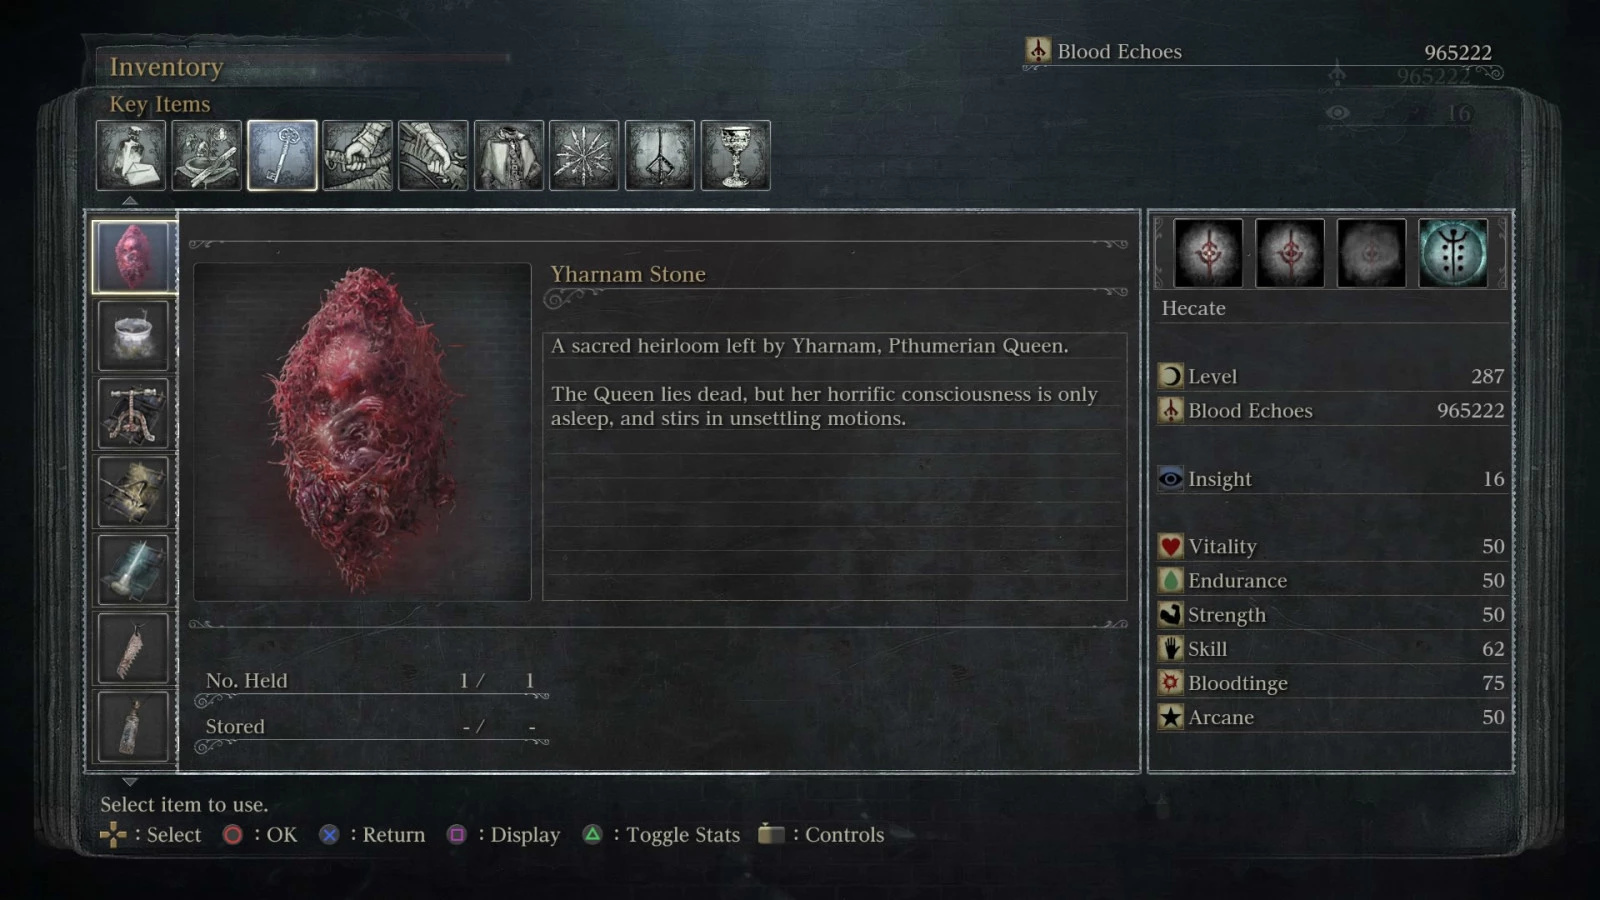 Inventory
Blood Echoes 965222
965222
Key Items
16
Yharnam Stone
A sacred heirloom left by Yharnam, Pthumerian Queen.
The Queen lies dead, but her horrific consciousness is only
asleep, and stirs in unsettling motions.
No. Held 1 / 1
Stored - / -
Hecate
Level 287
Blood Echoes 965222
Insight 16
Vitality 50
Endurance 50
Strength 50
Skill 62
Bloodtinge 75
Arcane 50
Select item to use.
: Select : OK : Return : Display : Toggle Stats : Controls